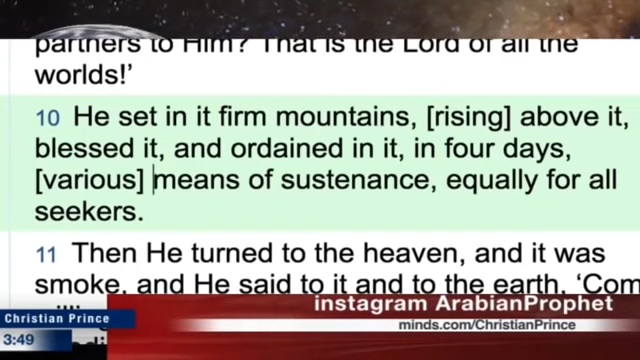 partners to Him? That is the Lord of all the
worlds!'
10 He set in it firm mountains, [rising] above it,
blessed it, and ordained in it, in four days,
[various] means of sustenance, equally for all
seekers.
11 Then He turned to the heaven, and it was
smoke, and He said to it and to the earth, 'Com
instagram ArabianProphet
Christian Prince
minds.com/ChristianPrince
3:49